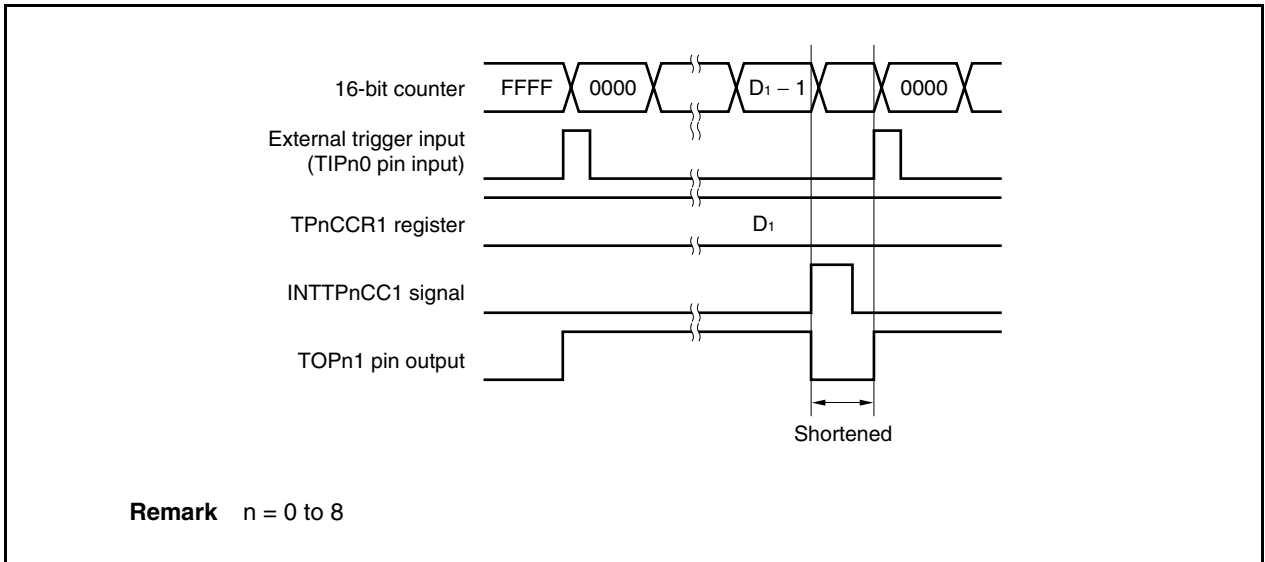 16-bit counter FFFF 0000 D₁ – 1 0000
External trigger input
(TIPn0 pin input)
TPnCCR1 register D₁
INTTPnCC1 signal
TOPn1 pin output
Shortened
Remark n = 0 to 8